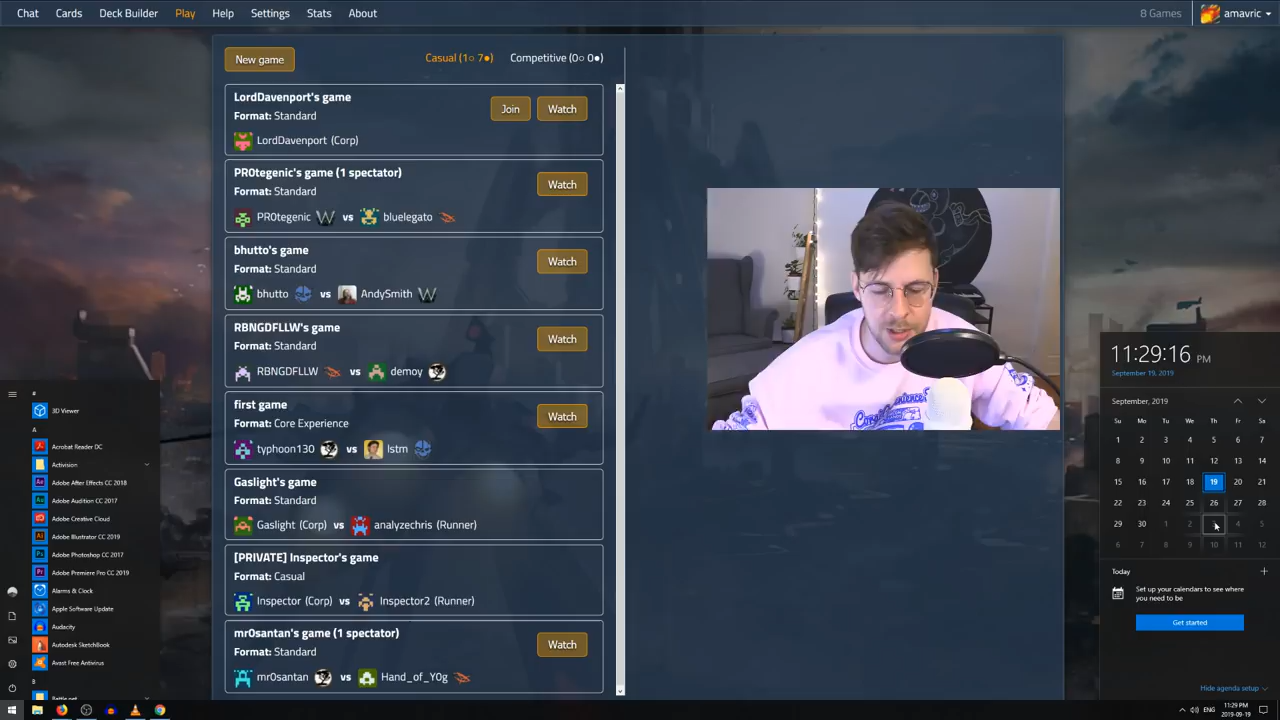 Chat Cards Deck Builder Play Help Settings Stats About 8 Games amavric
New game Casual (1○ 7●) Competitive (0○ 0●)
LordDavenport's game
Format: Standard
LordDavenport (Corp)
Join Watch
PR0tegenic's game (1 spectator)
Format: Standard
Watch
PR0tegenic vs bluelegato
bhutto's game
Format: Standard
Watch
bhutto vs AndySmith
RBNGDFLLW's game
Format: Standard
Watch
RBNGDFLLW vs demoy
first game
Format: Core Experience
Watch
typhoon130 vs lstm
Gaslight's game
Format: Standard
Gaslight (Corp) vs analyzechris (Runner)
[PRIVATE] Inspector's game
Format: Casual
Inspector (Corp) vs Inspector2 (Runner)
mr0santan's game (1 spectator)
Format: Standard
Watch
mr0santan vs Hand_of_Y0g
#
3D Viewer
A
Acrobat Reader DC
Activision
Adobe After Effects CC 2018
Adobe Audition CC 2017
Adobe Creative Cloud
Adobe Illustrator CC 2019
Adobe Photoshop CC 2017
Adobe Premiere Pro CC 2019
Alarms & Clock
Apple Software Update
Audacity
Autodesk SketchBook
Avast Free Antivirus
B
Battle.net
11:29:16 PM
September 19, 2019
September, 2019
Su Mo Tu We Th Fr Sa
1 2 3 4 5 6 7
8 9 10 11 12 13 14
15 16 17 18 19 20 21
22 23 24 25 26 27 28
29 30 1 2 3 4 5
6 7 8 9 10 11 12
Today
Set up your calendars to see where
you need to be
Get started
Hide agenda setup
ENG
11:29 PM
2019-09-19